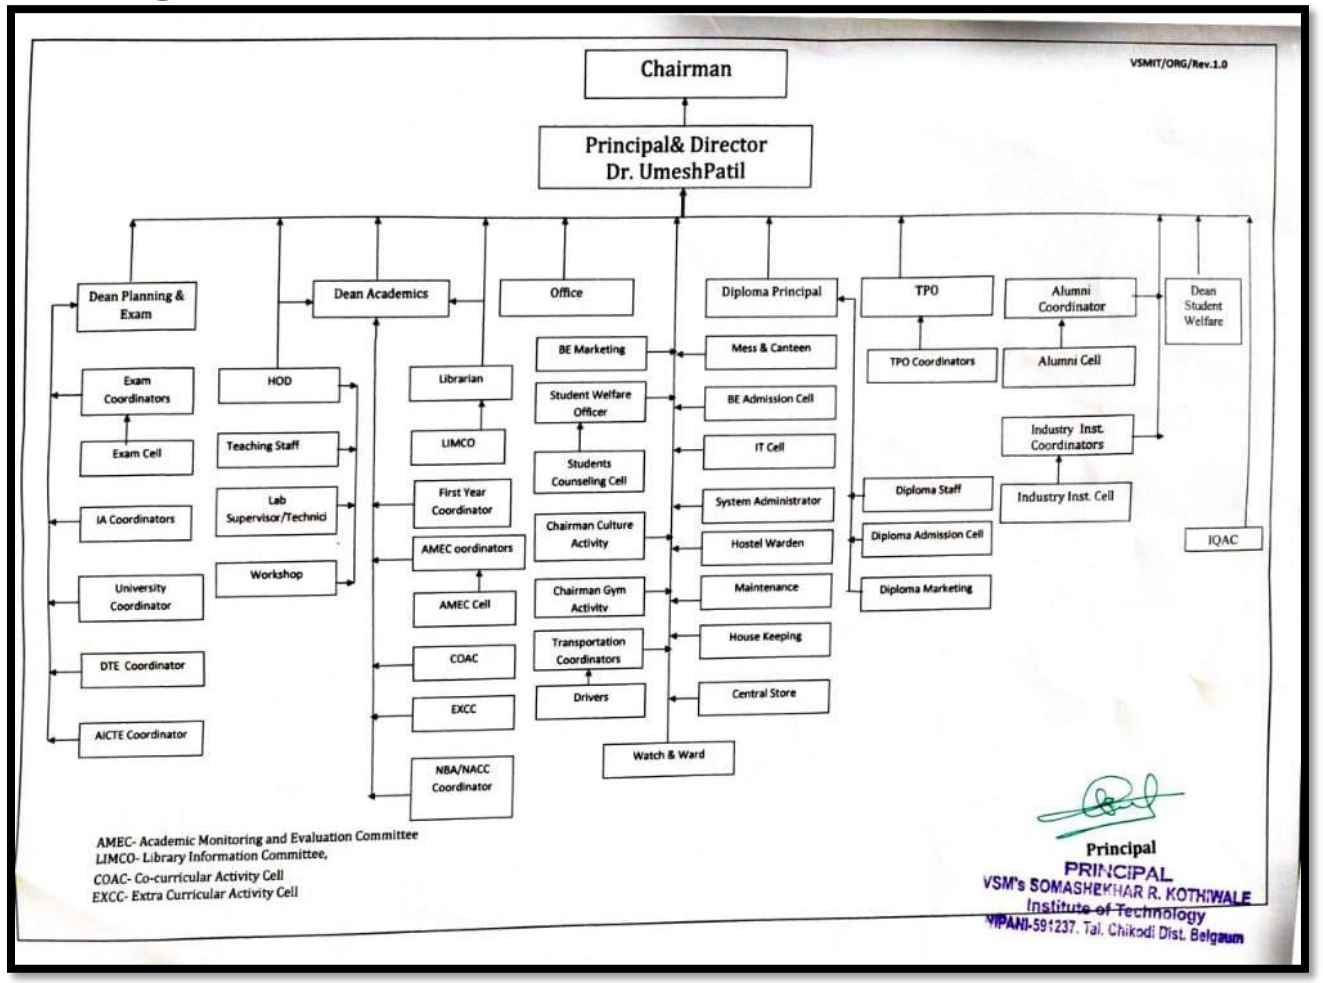 VSMIT/ORG/Rev.1.0
Chairman
Principal& Director
Dr. UmeshPatil
Dean Planning &
Exam
Dean Academics
Office
Diploma Principal
TPO
Alumni
Coordinator
Dean
Student
Welfare
Exam
Coordinators
Exam Cell
IA Coordinators
University
Coordinator
DTE Coordinator
AICTE Coordinator
HOD
Teaching Staff
Lab
Supervisor/Technici
Workshop
Librarian
LIMCO
First Year
Coordinator
AMEC oordinators
AMEC Cell
COAC
EXCC
NBA/NACC
Coordinator
BE Marketing
Student Welfare
Officer
Students
Counseling Cell
Chairman Culture
Activity
Chairman Gym
Activity
Transportation
Coordinators
Drivers
Watch & Ward
Mess & Canteen
BE Admission Cell
IT Cell
System Administrator
Hostel Warden
Maintenance
House Keeping
Central Store
TPO Coordinators
Diploma Staff
Diploma Admission Cell
Diploma Marketing
Alumni Cell
Industry Inst.
Coordinators
Industry Inst. Cell
IQAC
AMEC- Academic Monitoring and Evaluation Committee
LIMCO- Library Information Committee,
COAC- Co-curricular Activity Cell
EXCC- Extra Curricular Activity Cell
Principal
PRINCIPAL
VSM's SOMASHEKHAR R. KOTHIWALE
Institute of Technology
NIPANI-591237. Tal. Chikodi Dist. Belgaum